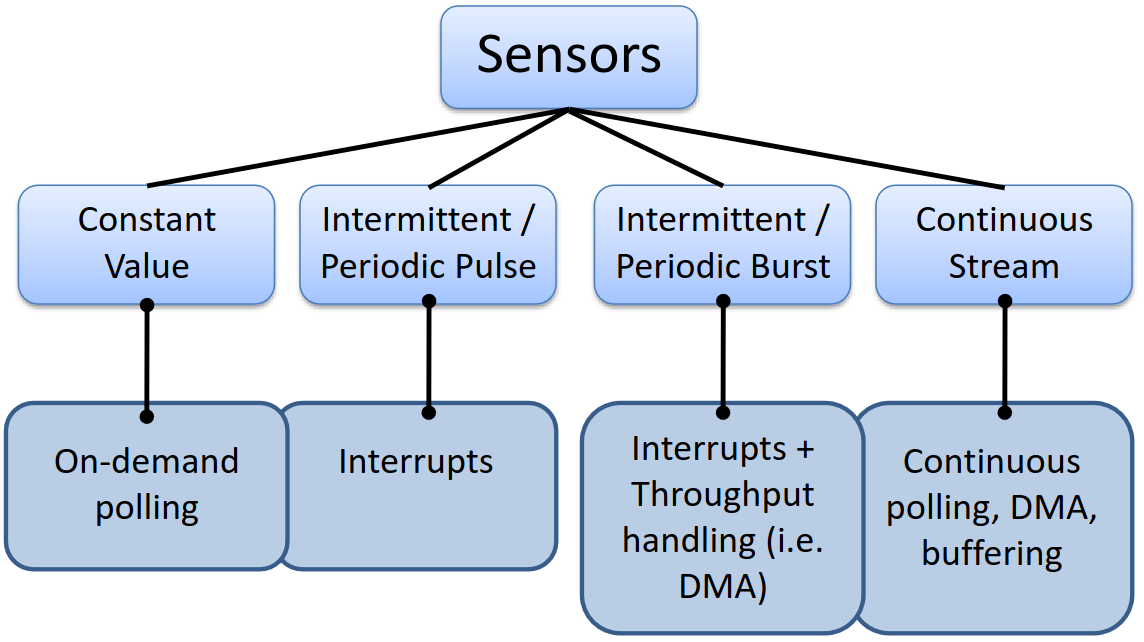 Sensors
Constant
Value
Intermittent /
Periodic Pulse
Intermittent /
Periodic Burst
Continuous
Stream
On-demand
polling
Interrupts
Interrupts +
Throughput
handling (i.e.
DMA)
Continuous
polling, DMA,
buffering